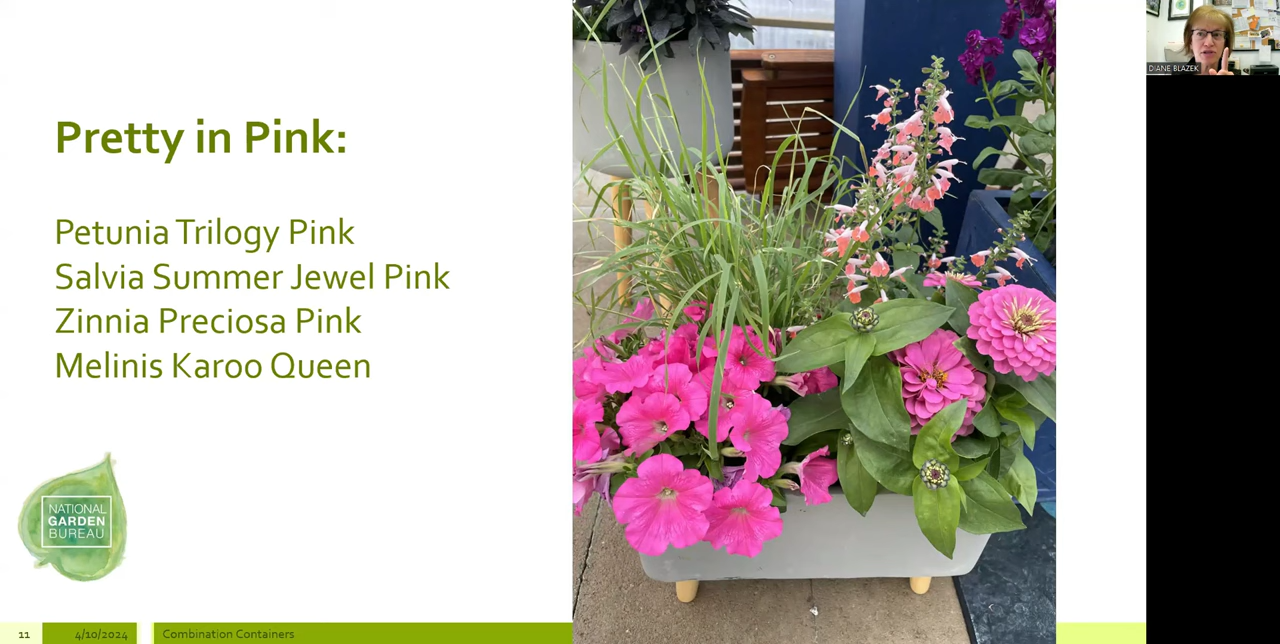 Pretty in Pink:
Petunia Trilogy Pink
Salvia Summer Jewel Pink
Zinnia Preciosa Pink
Melinis Karoo Queen
NATIONAL
GARDEN
BUREAU
11 4/10/2024 Combination Containers
DIANE BLAZEK